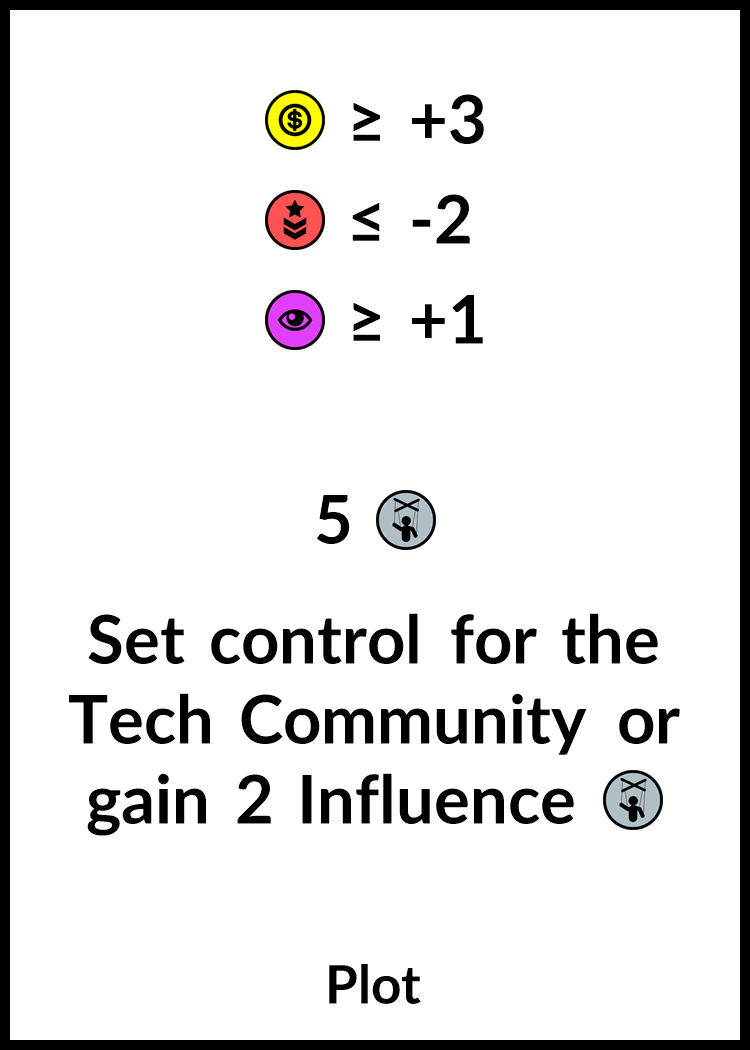 ≥ +3
≤ -2
≥ +1
5
Set control for the
Tech Community or
gain 2 Influence
Plot